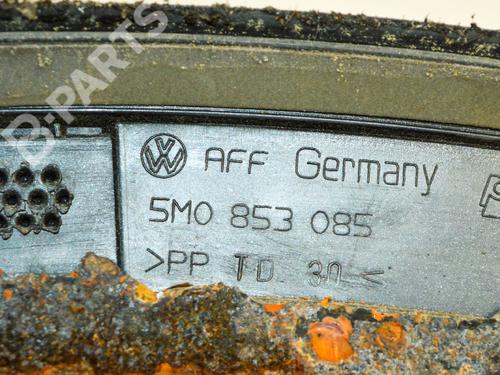 B-PARTS
VW AFF Germany
5M0 853 085
>PP TD 30<